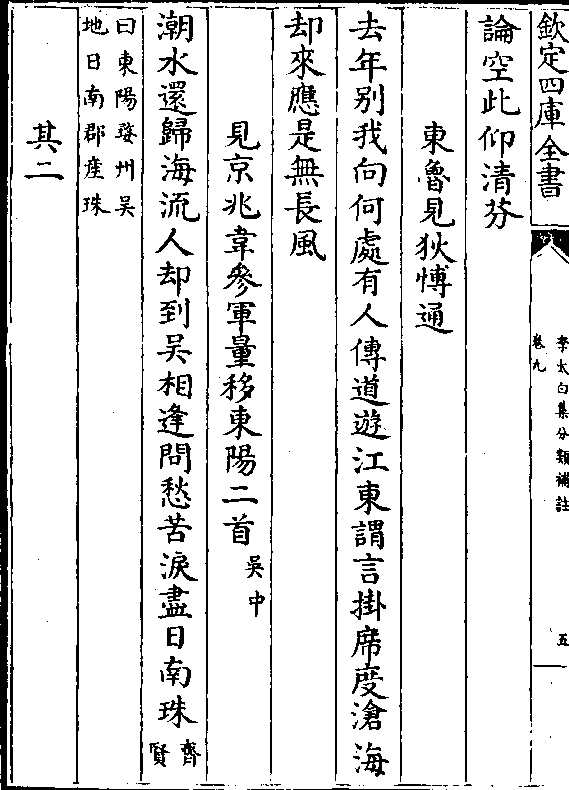 欽定四庫全書
李太白集分類補註
卷九
五
論空此仰清芬
東魯見狄愽通
去年别我向何處有人傳道遊江東謂言掛席度滄海
却來應是無長風
見京兆韋參軍量移東陽二首
吴中
潮水還歸海流人却到吴相逢問愁苦淚盡日南珠
齊賢
曰東陽婺州吴
地日南郡産珠
其二